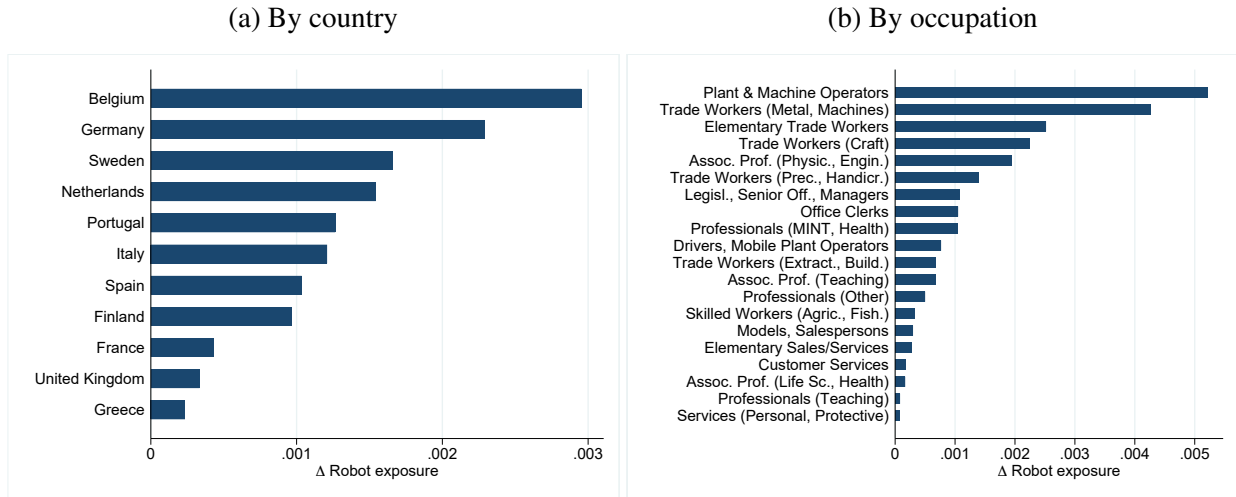 (a) By country
Belgium
Germany
Sweden
Netherlands
Portugal
Italy
Spain
Finland
France
United Kingdom
Greece
0 .001 .002 .003
Δ Robot exposure
(b) By occupation
Plant & Machine Operators
Trade Workers (Metal, Machines)
Elementary Trade Workers
Trade Workers (Craft)
Assoc. Prof. (Physic., Engin.)
Trade Workers (Prec., Handicr.)
Legisl., Senior Off., Managers
Office Clerks
Professionals (MINT, Health)
Drivers, Mobile Plant Operators
Trade Workers (Extract., Build.)
Assoc. Prof. (Teaching)
Professionals (Other)
Skilled Workers (Agric., Fish.)
Models, Salespersons
Elementary Sales/Services
Customer Services
Assoc. Prof. (Life Sc., Health)
Professionals (Teaching)
Services (Personal, Protective)
0 .001 .002 .003 .004 .005
Δ Robot exposure